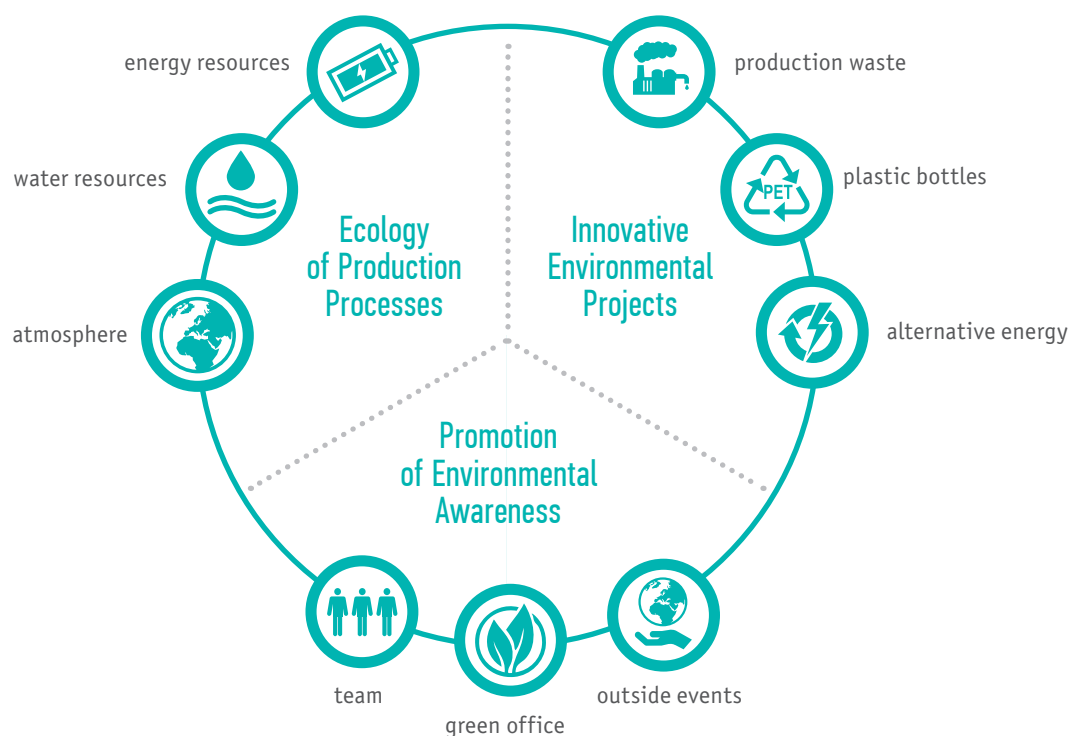 energy resources
production waste
water resources
plastic bottles
PET
Ecology
of Production
Processes
Innovative
Environmental
Projects
atmosphere
alternative energy
Promotion
of Environmental
Awareness
team
green office
outside events